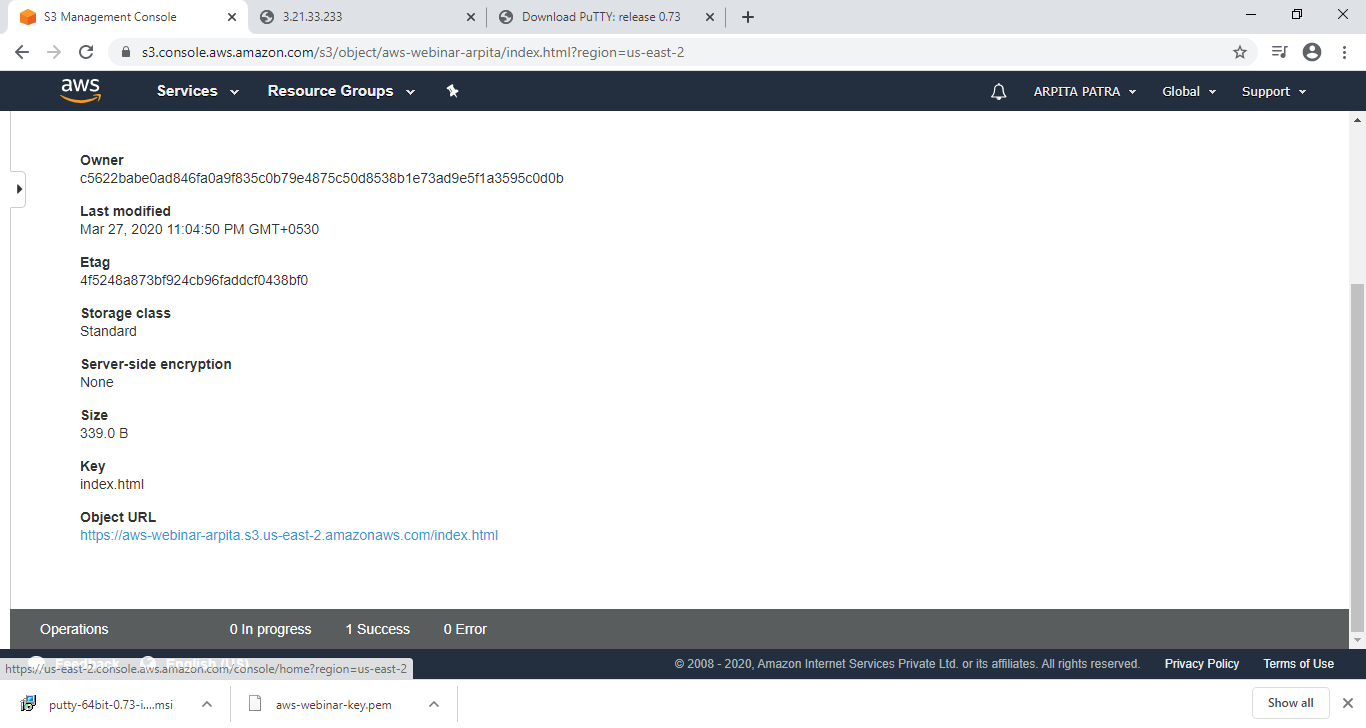 S3 Management Console
3.21.33.233
Download PuTTY: release 0.73
s3.console.aws.amazon.com/s3/object/aws-webinar-arpita/index.html?region=us-east-2
aws
Services
Resource Groups
ARPITA PATRA
Global
Support
Owner
c5622babe0ad846fa0a9f835c0b79e4875c50d8538b1e73ad9e5f1a3595c0d0b
Last modified
Mar 27, 2020 11:04:50 PM GMT+0530
Etag
4f5248a873bf924cb96faddcf0438bf0
Storage class
Standard
Server-side encryption
None
Size
339.0 B
Key
index.html
Object URL
https://aws-webinar-arpita.s3.us-east-2.amazonaws.com/index.html
Operations
0 In progress
1 Success
0 Error
Feedback
English (US)
https://us-east-2.console.aws.amazon.com/console/home?region=us-east-2
© 2008 - 2020, Amazon Internet Services Private Ltd. or its affiliates. All rights reserved.
Privacy Policy
Terms of Use
putty-64bit-0.73-i....msi
aws-webinar-key.pem
Show all